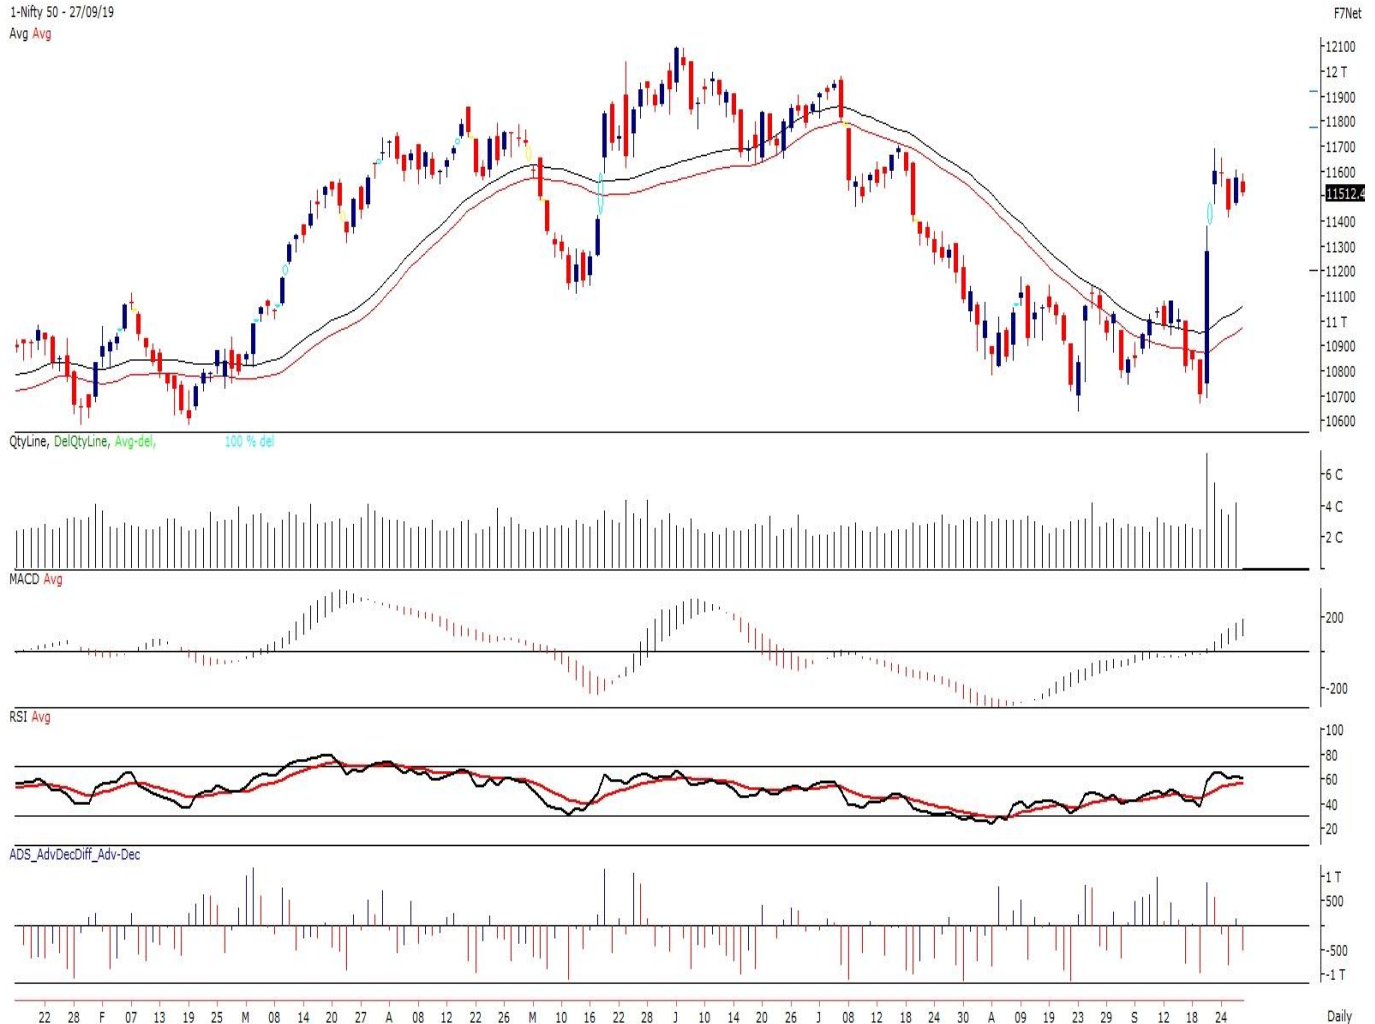 1-Nifty 50 - 27/09/19 F7Net
Avg Avg
12100
12 T
11900
11800
11700
11600
11512.4
11400
11300
11200
11100
11 T
10900
10800
10700
10600
QtyLine, DelQtyLine, Avg-del, 100 % del
6 C
4 C
2 C
MACD Avg
200
-200
RSI Avg
100
80
60
40
20
ADS_AdvDecDiff_Adv-Dec
1 T
500
-500
-1 T
22 28 F 07 13 19 25 M 08 14 20 27 A 08 12 22 26 M 10 16 22 28 J 10 14 20 26 J 08 12 18 24 30 A 09 19 23 29 S 12 18 24 Daily